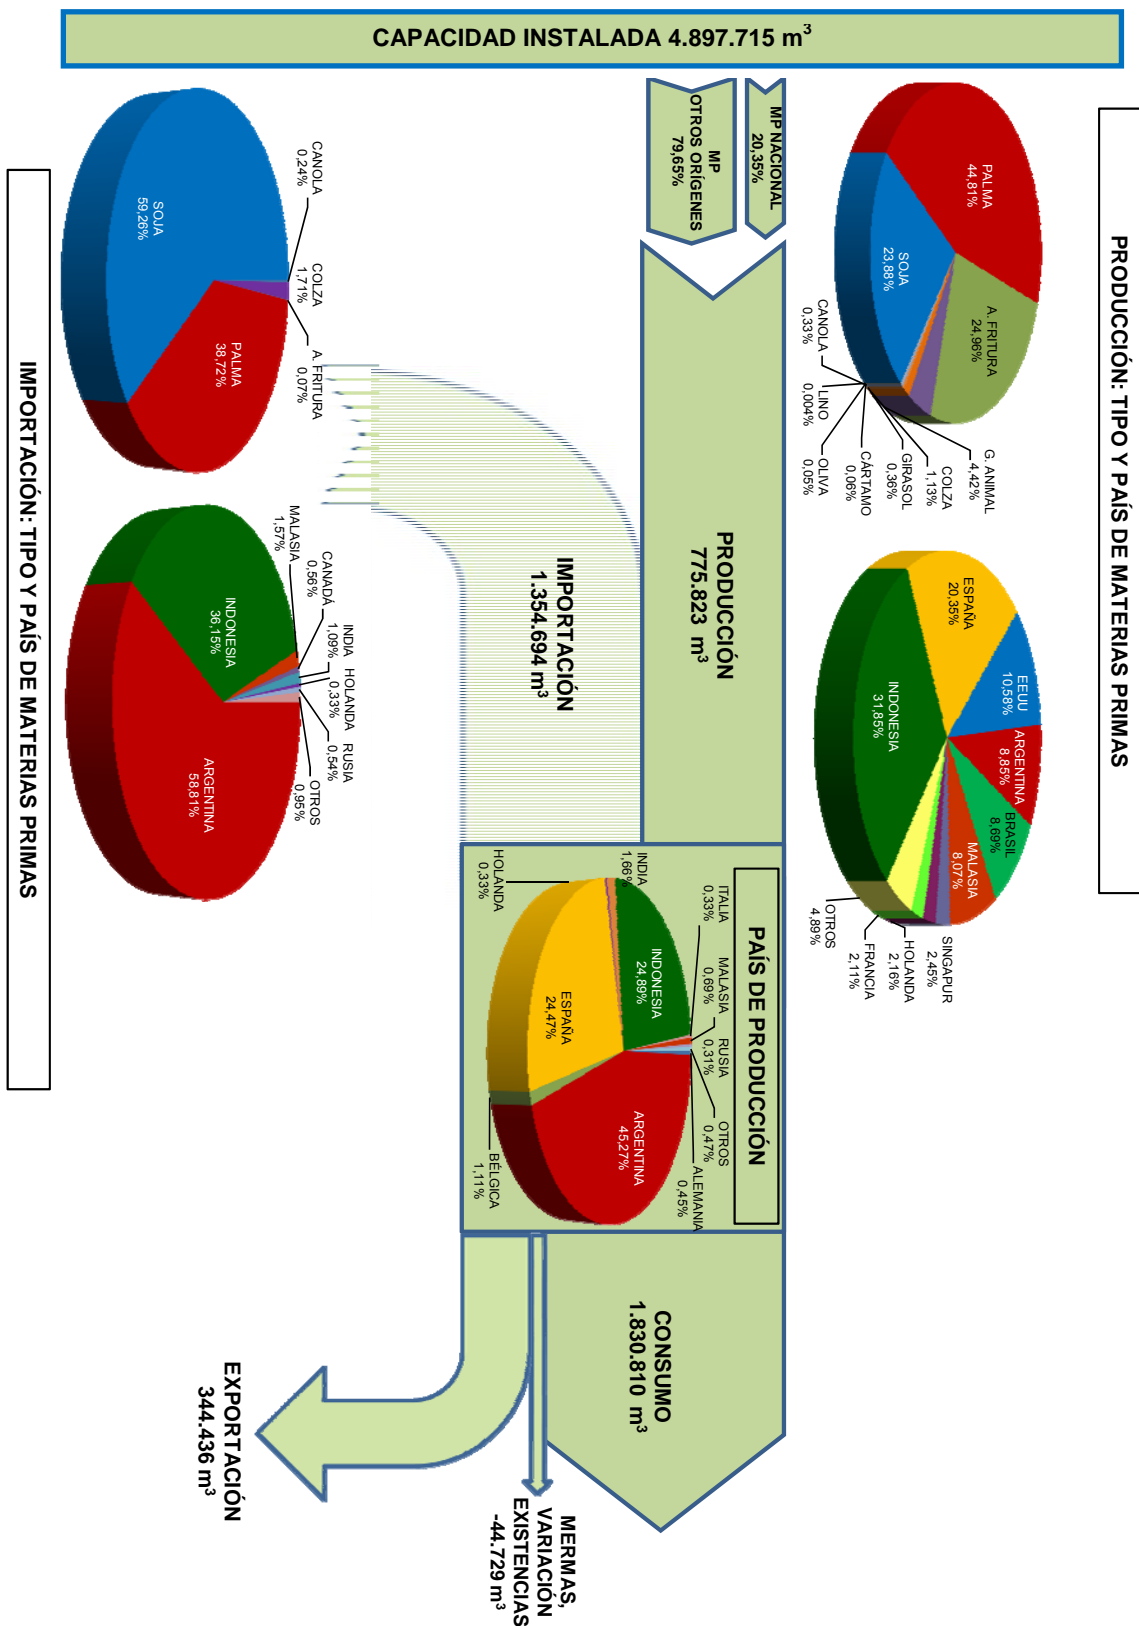 CAPACIDAD INSTALADA 4.897.715 m³
PRODUCCIÓN: TIPO Y PAÍS DE MATERIAS PRIMAS
PALMA
44,81%
A. FRITURA
24,96%
SOJA
23,88%
G. ANIMAL
4,42%
COLZA
1,13%
GIRASOL
0,36%
CÁRTAMO
0,06%
OLIVA
0,05%
LINO
0,004%
CANOLA
0,33%
ESPAÑA
20,35%
EEUU
10,58%
ARGENTINA
8,85%
BRASIL
8,69%
MALASIA
8,07%
SINGAPUR
2,45%
HOLANDA
2,16%
FRANCIA
2,11%
OTROS
4,89%
INDONESIA
31,85%
MP NACIONAL
20,35%
MP
OTROS ORÍGENES
79,65%
PRODUCCIÓN
775.823 m³
IMPORTACIÓN
1.354.694 m³
PAÍS DE PRODUCCIÓN
INDIA
1,66%
ITALIA
0,33%
MALASIA
0,69%
RUSIA
0,31%
OTROS
0,47%
ALEMANIA
0,45%
INDONESIA
24,89%
ARGENTINA
45,27%
ESPAÑA
24,47%
HOLANDA
0,33%
BÉLGICA
1,11%
CONSUMO
1.830.810 m³
MERMAS,
VARIACIÓN
EXISTENCIAS
-44.729 m³
EXPORTACIÓN
344.436 m³
CANOLA
0,24%
COLZA
1,71%
A. FRITURA
0,07%
SOJA
59,26%
PALMA
38,72%
MALASIA
1,57%
CANADÁ
0,56%
INDIA
1,09%
HOLANDA
0,33%
RUSIA
0,54%
OTROS
0,95%
INDONESIA
36,15%
ARGENTINA
58,81%
IMPORTACIÓN: TIPO Y PAÍS DE MATERIAS PRIMAS